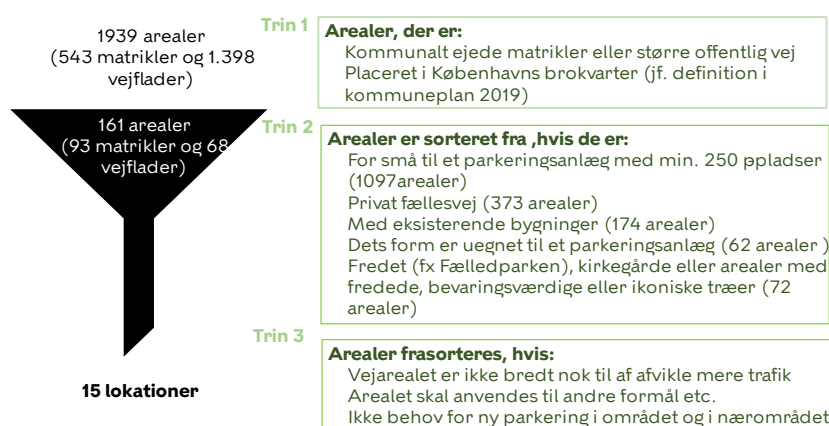 1939 arealer
(543 matrikler og 1.398
vejflader)
161 arealer
(93 matrikler og 68
vejflader)
15 lokationer
Trin 1
Arealer, der er:
Kommunalt ejede matrikler eller større offentlig vej
Placeret i Københavns brokvarter (jf. definition i
kommuneplan 2019)
Trin 2
Arealer er sorteret fra ,hvis de er:
For små til et parkeringsanlæg med min. 250 ppladser
(1097arealer)
Privat fællesvej (373 arealer)
Med eksisterende bygninger (174 arealer)
Dets form er uegnet til et parkeringsanlæg (62 arealer )
Fredet (fx Fælledparken), kirkegårde eller arealer med
fredede, bevaringsværdige eller ikoniske træer (72
arealer)
Trin 3
Arealer frasorteres, hvis:
Vejarealet er ikke bredt nok til af afvikle mere trafik
Arealet skal anvendes til andre formål etc.
Ikke behov for ny parkering i området og i nærområdet